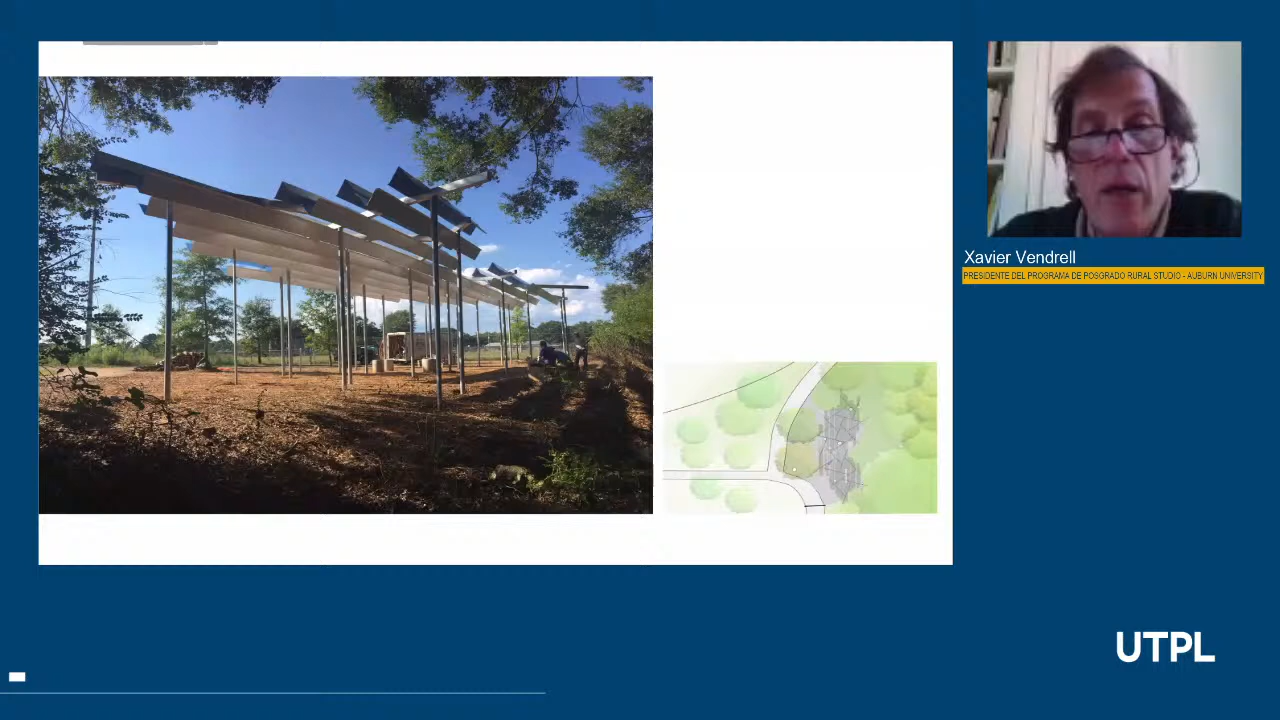 Xavier Vendrell
PRESIDENTE DEL PROGRAMA DE POSGRADO RURAL STUDIO - AUBURN UNIVERSITY
UTPL